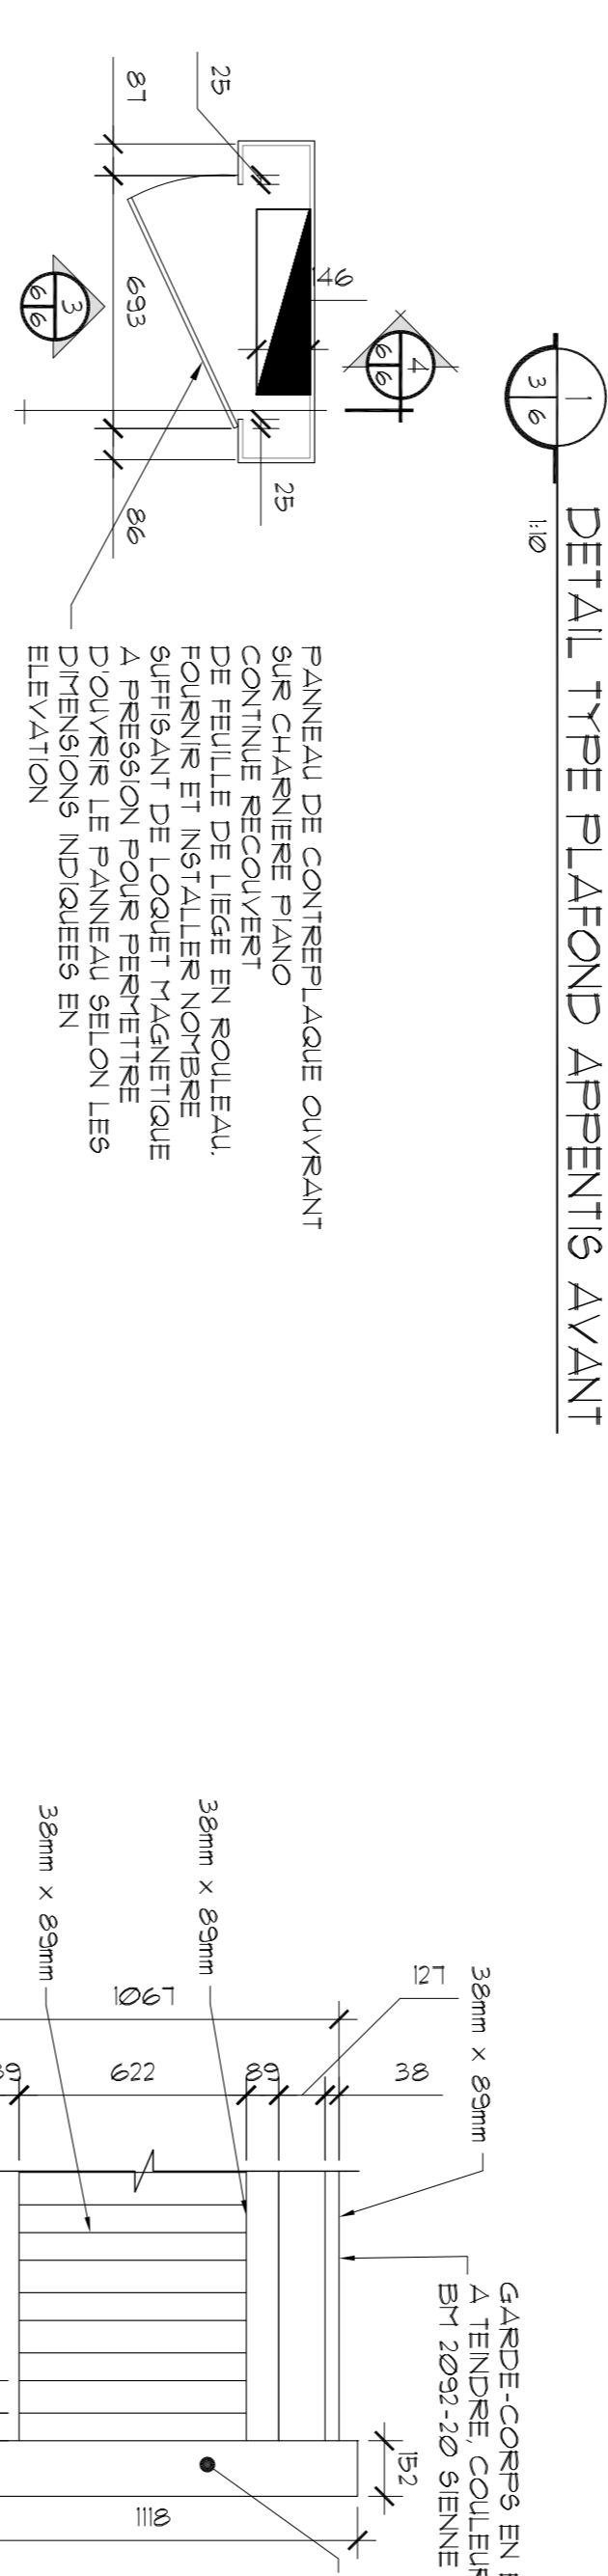 1
3 6
DETAIL TYPE PLAFOND APPENTIS AVANT
1:10
4
6 6
146
25
25
87
693
86
3
6 6
PANNEAU DE CONTREPLAQUE OUVRANT
SUR CHARNIERE PIANO
CONTINUE RECOUVERT
DE FEUILLE DE LIEGE EN ROULEAU.
FOURNIR ET INSTALLER NOMBRE
SUFFISANT DE LOQUET MAGNETIQUE
A PRESSION POUR PERMETTRE
D'OUVRIR LE PANNEAU SELON LES
DIMENSIONS INDIQUEES EN
ELEVATION
GARDE-CORPS EN
A TEINDRE, COULEUR
BM 2092-20 SIENNE
38mm x 89mm
38mm x 89mm
38mm x 89mm
127
1067
38
89
622
89
152
1118